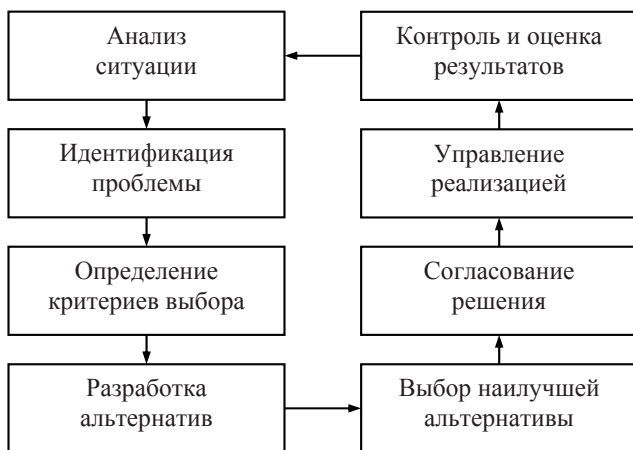 Анализ
ситуации
Идентификация
проблемы
Определение
критериев выбора
Разработка
альтернатив
Выбор наилучшей
альтернативы
Согласование
решения
Управление
реализацией
Контроль и оценка
результатов